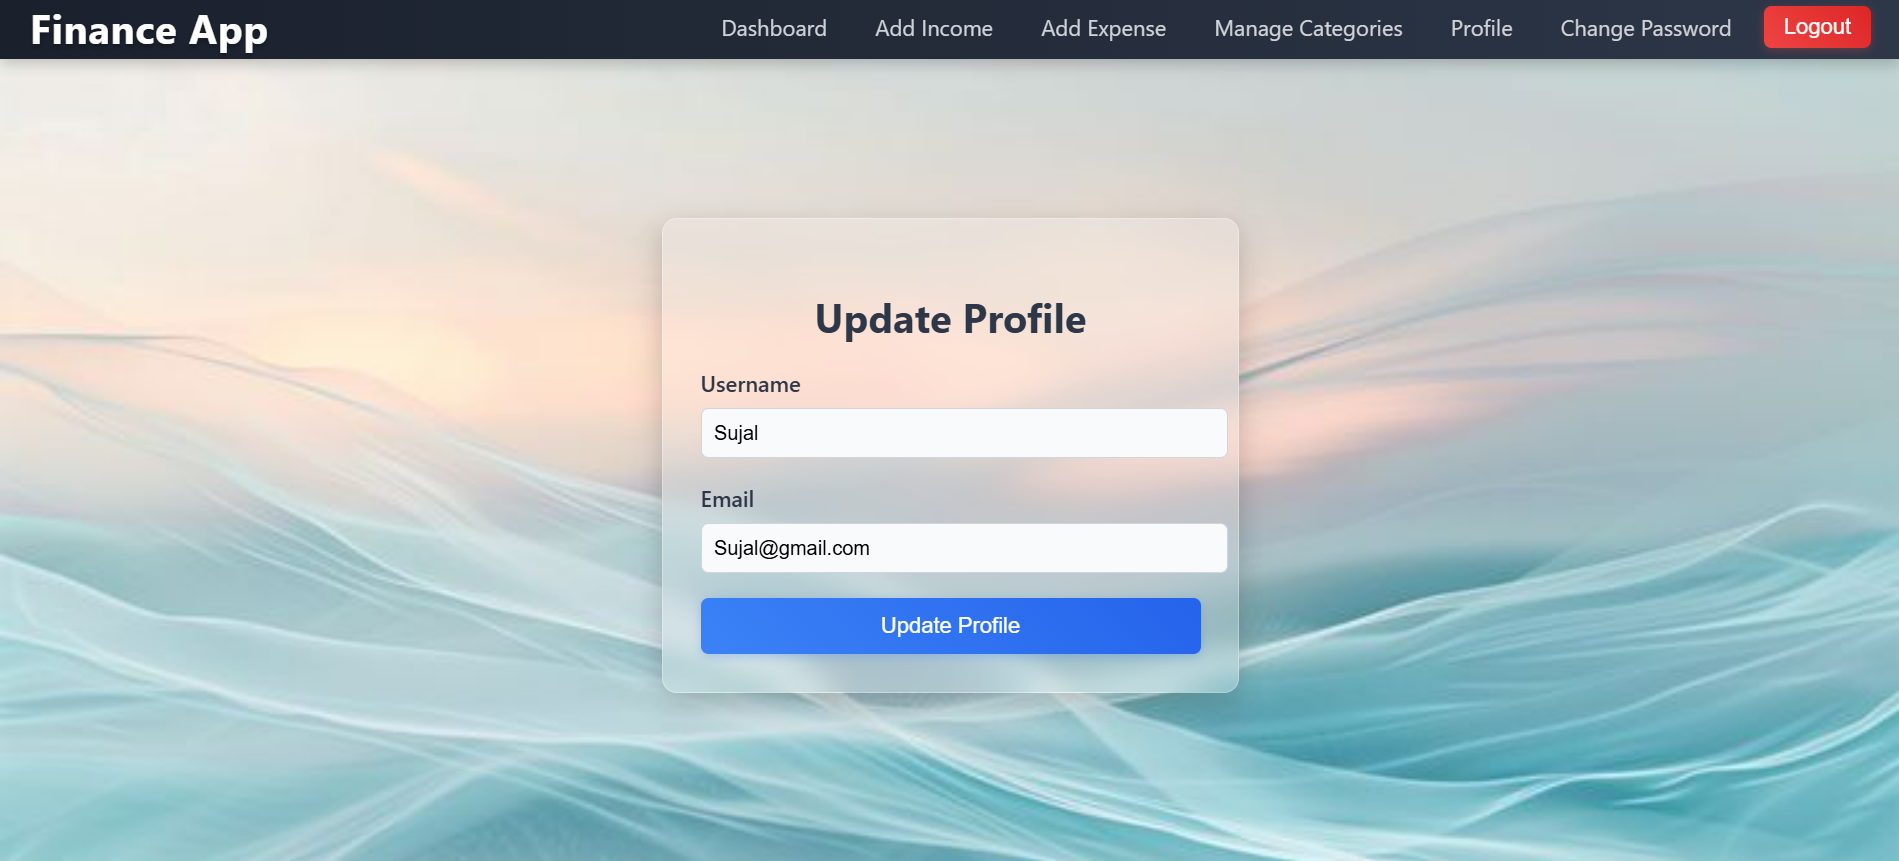 Finance App
Dashboard Add Income Add Expense Manage Categories Profile Change Password Logout
Update Profile
Username
Sujal
Email
Sujal@gmail.com
Update Profile